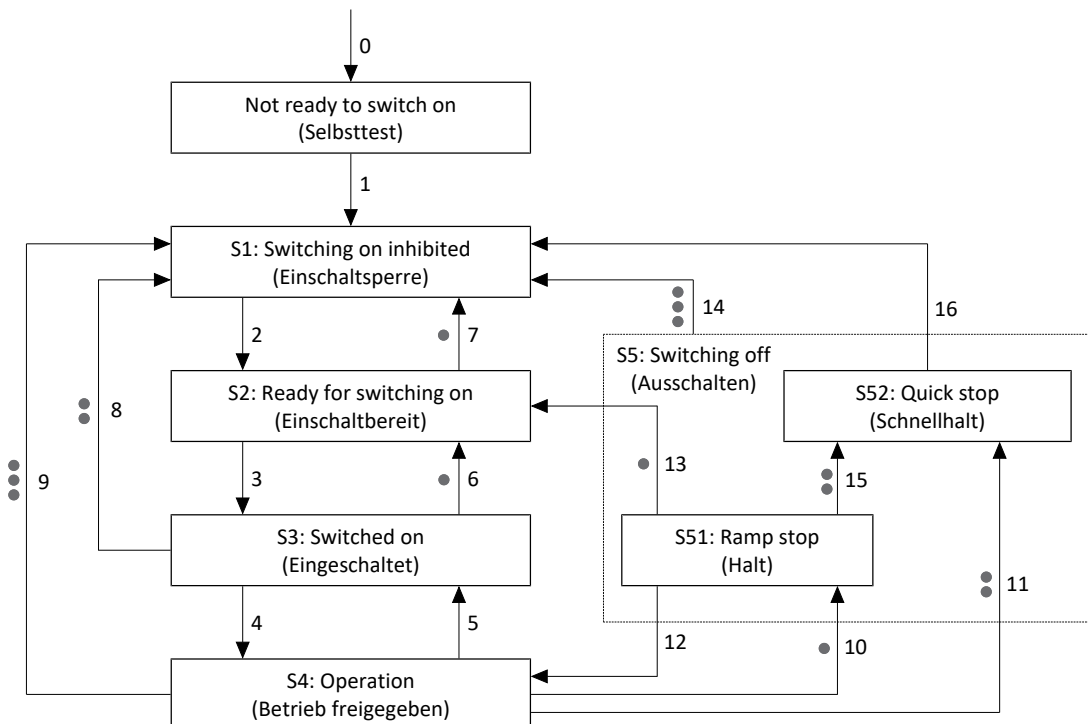 0
Not ready to switch on
(Selbsttest)
1
S1: Switching on inhibited
(Einschaltsperre)
2
7
14
16
S5: Switching off
(Ausschalten)
S2: Ready for switching on
(Einschaltbereit)
S52: Quick stop
(Schnellhalt)
8
9
3
6
13
15
S3: Switched on
(Eingeschaltet)
S51: Ramp stop
(Halt)
11
4
5
12
10
S4: Operation
(Betrieb freigegeben)